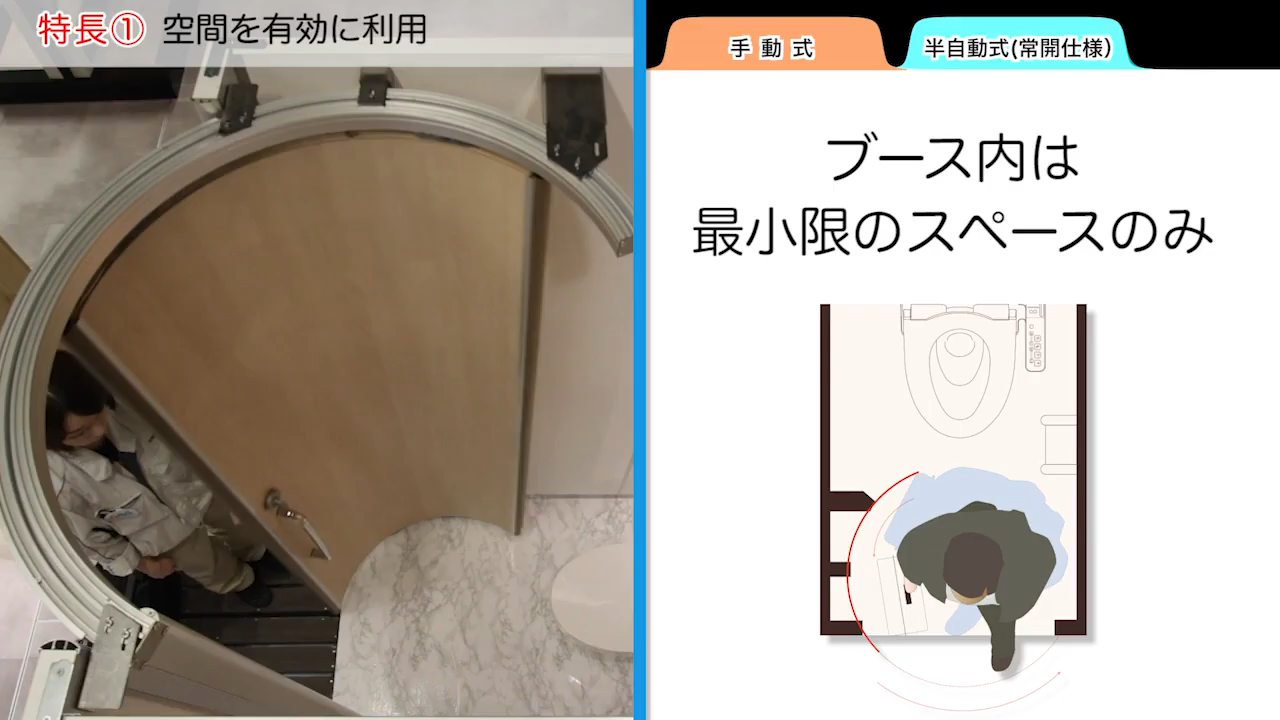 特長① 空間を有効に利用
手動式
半自動式(常開仕様)
ブース内は
最小限のスペースのみ